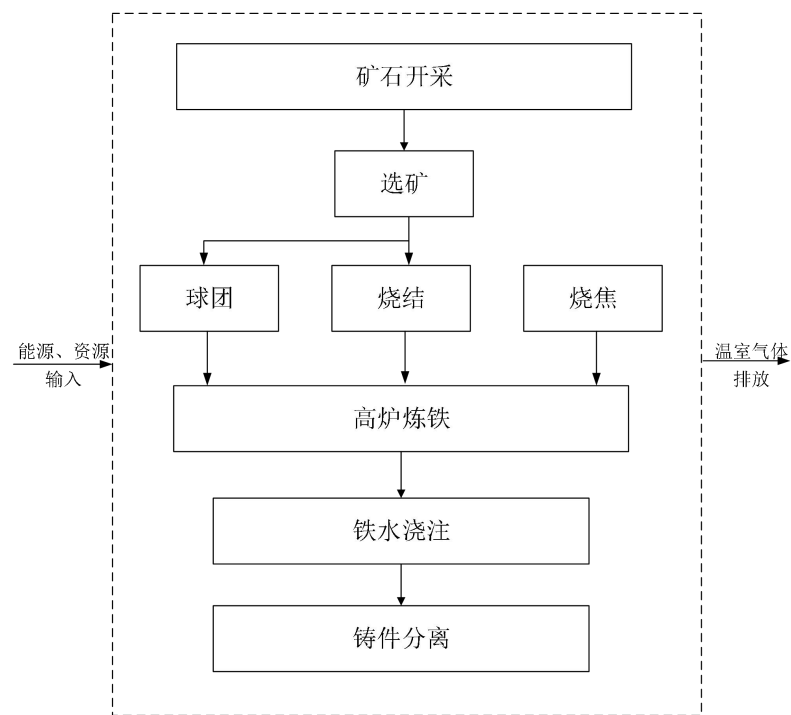 矿石开采
选矿
球团
烧结
烧焦
能源、资源
输入
温室气体
排放
高炉炼铁
铁水浇注
铸件分离